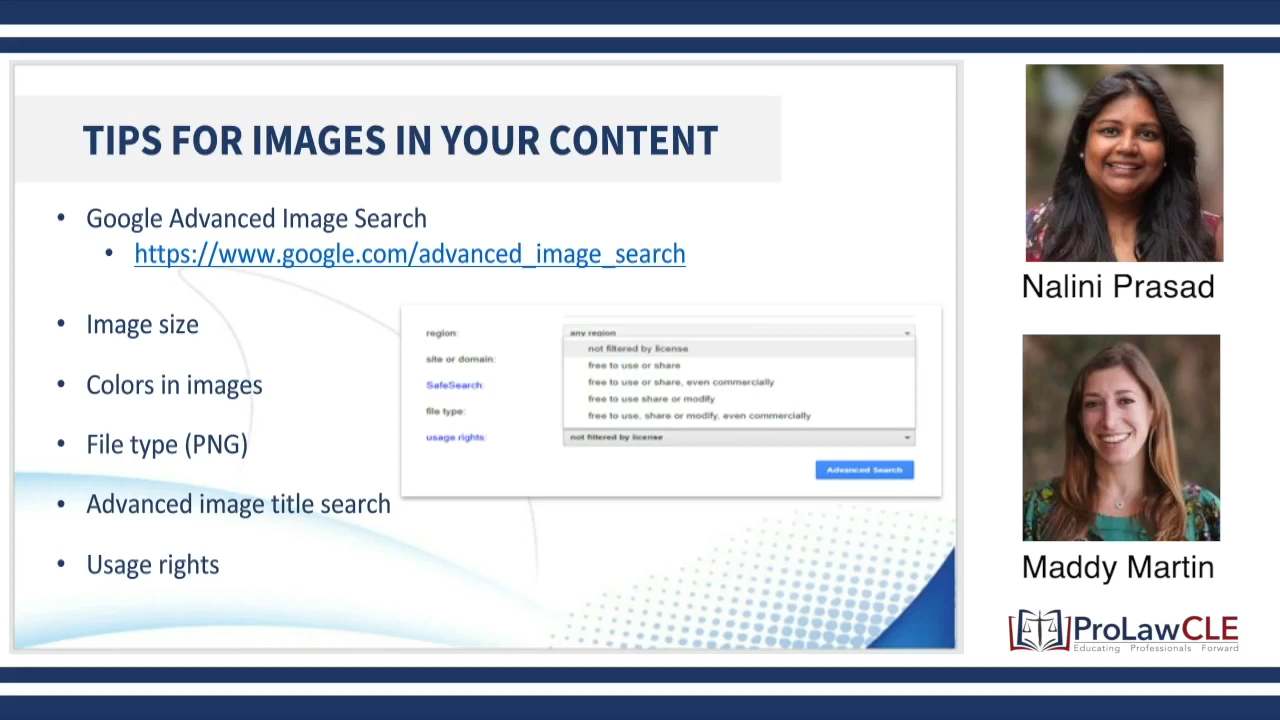 TIPS FOR IMAGES IN YOUR CONTENT
• Google Advanced Image Search
• https://www.google.com/advanced_image_search
• Image size
• Colors in images
• File type (PNG)
• Advanced image title search
• Usage rights
region: any region
not filtered by license
site or domain:
free to use or share
SafeSearch: free to use or share, even commercially
free to use share or modify
file type: free to use, share or modify, even commercially
usage rights: not filtered by license
Advanced Search
Nalini Prasad
Maddy Martin
ProLawCLE
Educating Professionals Forward